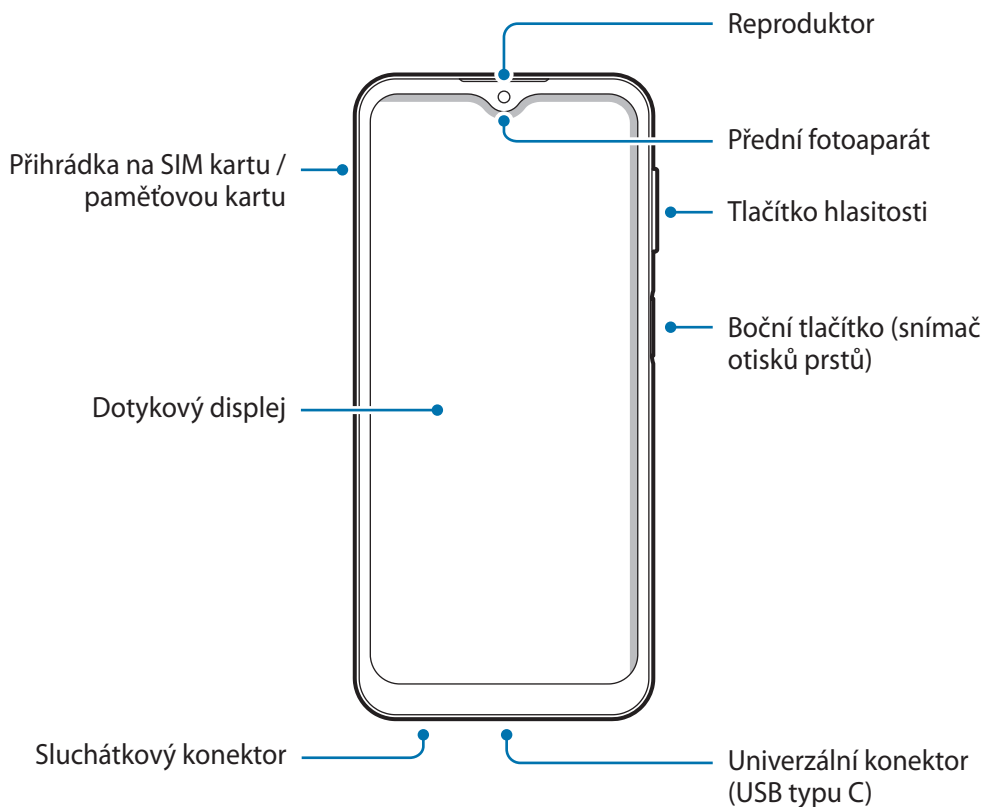 Reproduktor
Přední fotoaparát
Přihrádka na SIM kartu /
paměťovou kartu
Tlačítko hlasitosti
Boční tlačítko (snímač
otisků prstů)
Dotykový displej
Sluchátkový konektor
Univerzální konektor
(USB typu C)